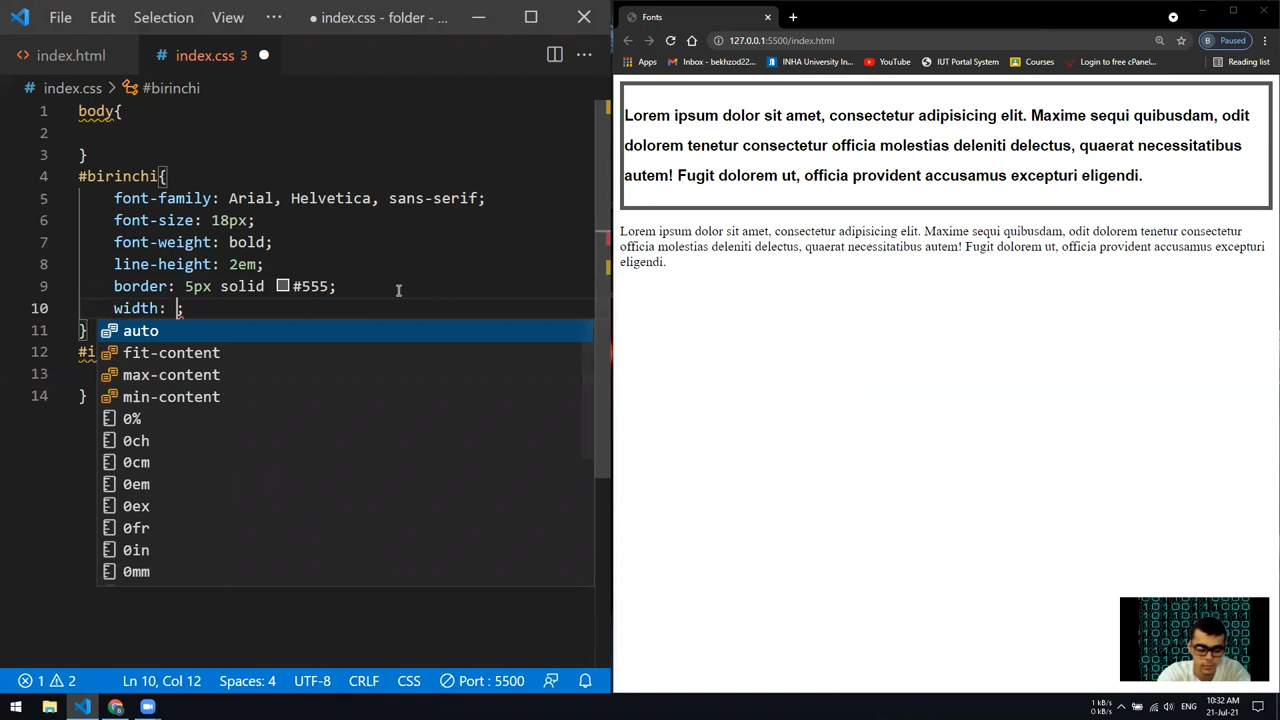 File Edit Selection View ··· ● index.css - folder - ...
index.html index.css 3
index.css > #birinchi
1 body{
2
3 }
4 #birinchi{
5 font-family: Arial, Helvetica, sans-serif;
6 font-size: 18px;
7 font-weight: bold;
8 line-height: 2em;
9 border: 5px solid #555;
10 width: ;
11 }
12 #i
13
14 }
auto
fit-content
max-content
min-content
0%
0ch
0cm
0em
0ex
0fr
0in
0mm
1 2 Ln 10, Col 12 Spaces: 4 UTF-8 CRLF CSS Port : 5500
Fonts
127.0.0.1:5500/index.html B Paused
Apps Inbox - bekhzod22... INHA University In... YouTube IUT Portal System Courses Login to free cPanel... Reading list
Lorem ipsum dolor sit amet, consectetur adipisicing elit. Maxime sequi quibusdam, odit
dolorem tenetur consectetur officia molestias deleniti delectus, quaerat necessitatibus
autem! Fugit dolorem ut, officia provident accusamus excepturi eligendi.
Lorem ipsum dolor sit amet, consectetur adipisicing elit. Maxime sequi quibusdam, odit dolorem tenetur consectetur
officia molestias deleniti delectus, quaerat necessitatibus autem! Fugit dolorem ut, officia provident accusamus excepturi
eligendi.
1 kB/s
0 kB/s
ENG
10:32 AM
21-Jul-21